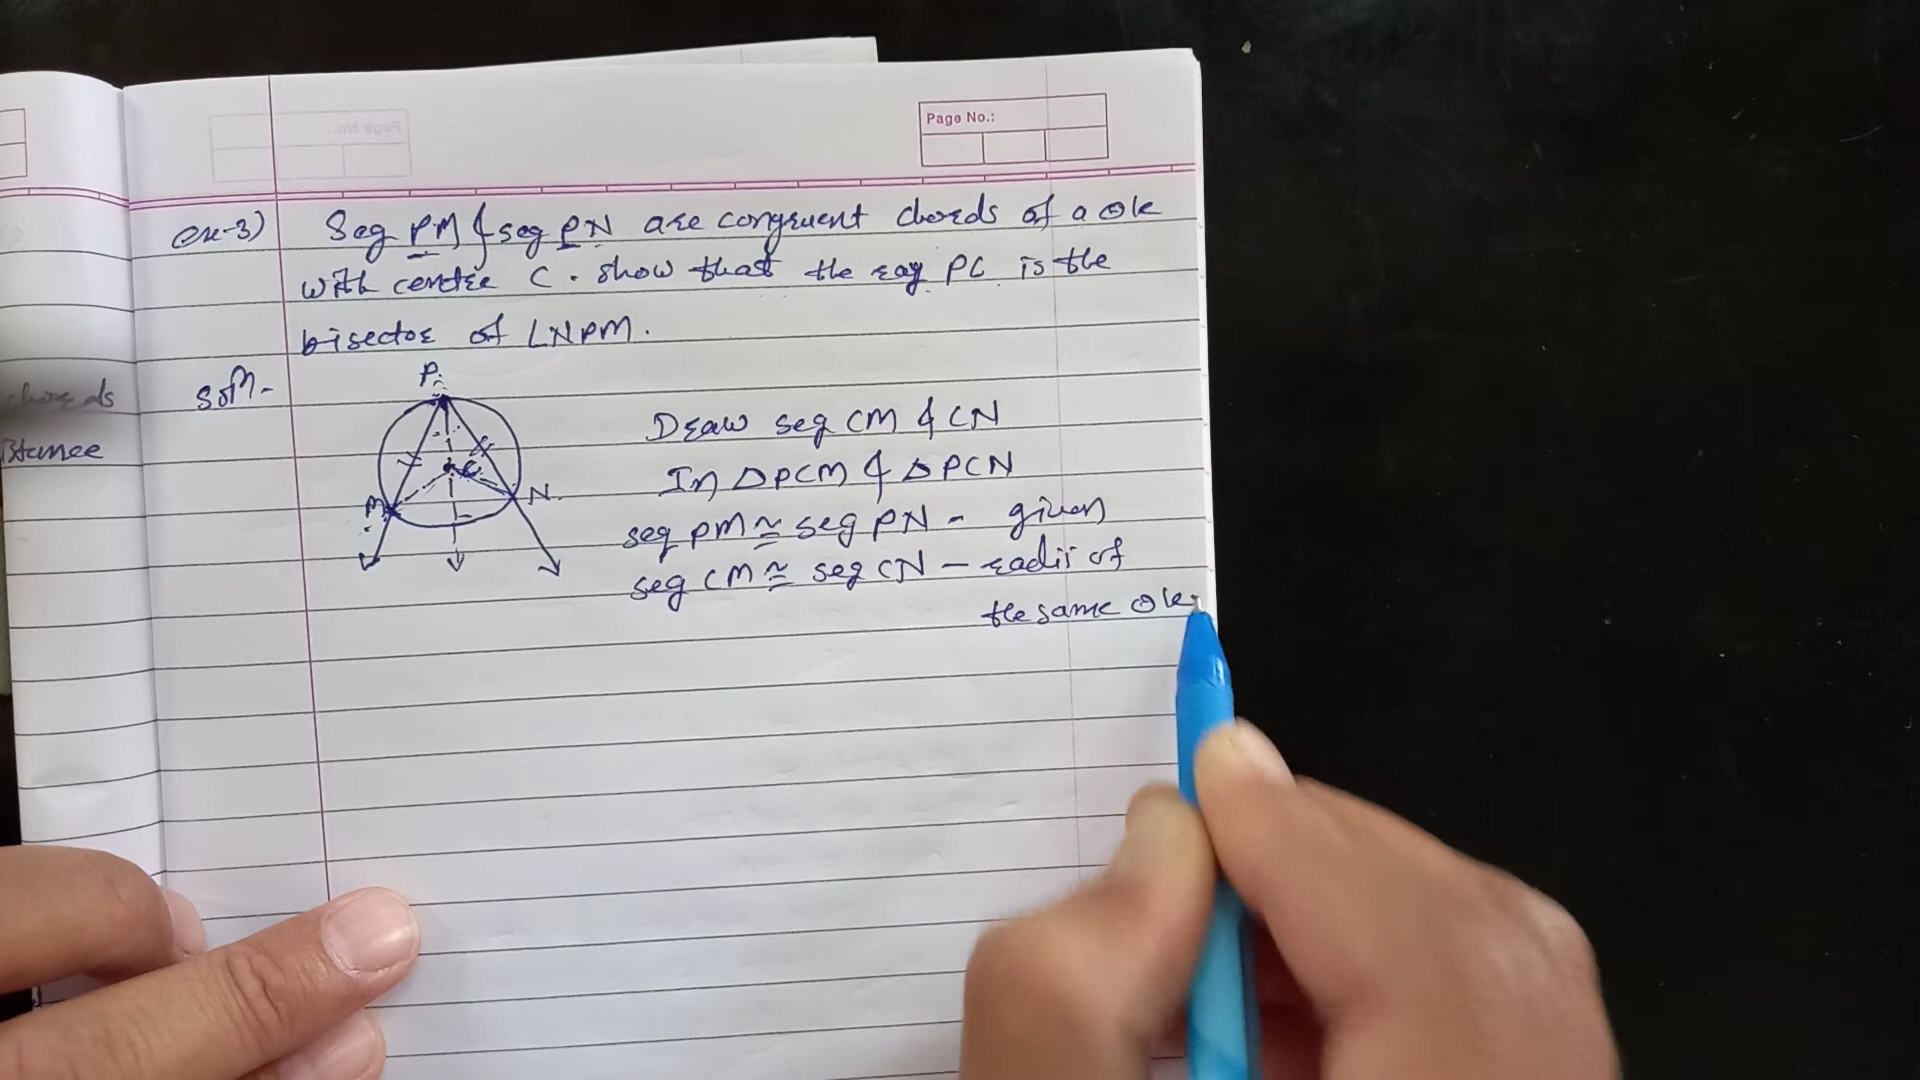 Page No.:
ex-3) Seg PM & seg PN are congruent chords of a ⊙le
with centre C. show that the ray PC is the
bisector of ∠NPM.
chords
soln-
P
Draw seg CM & CN
istance
In △PCM & △PCN
C
M
N
seg PM ≅ seg PN - given
seg CM ≅ seg CN - radii of
the same ⊙le